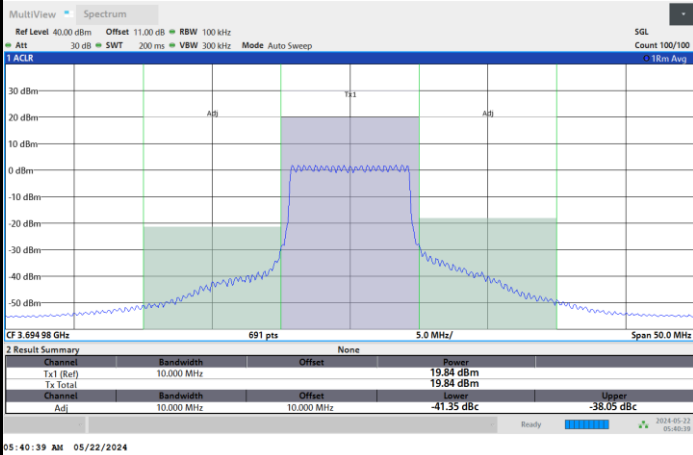 MultiView Spectrum
Ref Level 40.00 dBm Offset 11.00 dB RBW 100 kHz SGL
Att 30 dB SWT 200 ms VBW 300 kHz Mode Auto Sweep Count 100/100
1 ACLR 1Rm Avg
30 dBm
Tx1
20 dBm
Adj Adj
10 dBm
0 dBm
-10 dBm
-20 dBm
-30 dBm
-40 dBm
-50 dBm
CF 3.694 98 GHz 691 pts 5.0 MHz/ Span 50.0 MHz
2 Result Summary None
Channel Bandwidth Offset Power
Tx1 (Ref) 10.000 MHz 19.84 dBm
Tx Total 19.84 dBm
Channel Bandwidth Offset Lower Upper
Adj 10.000 MHz 10.000 MHz -41.35 dBc -38.05 dBc
Ready 2024-05-22
05:40:39
05:40:39 AM 05/22/2024